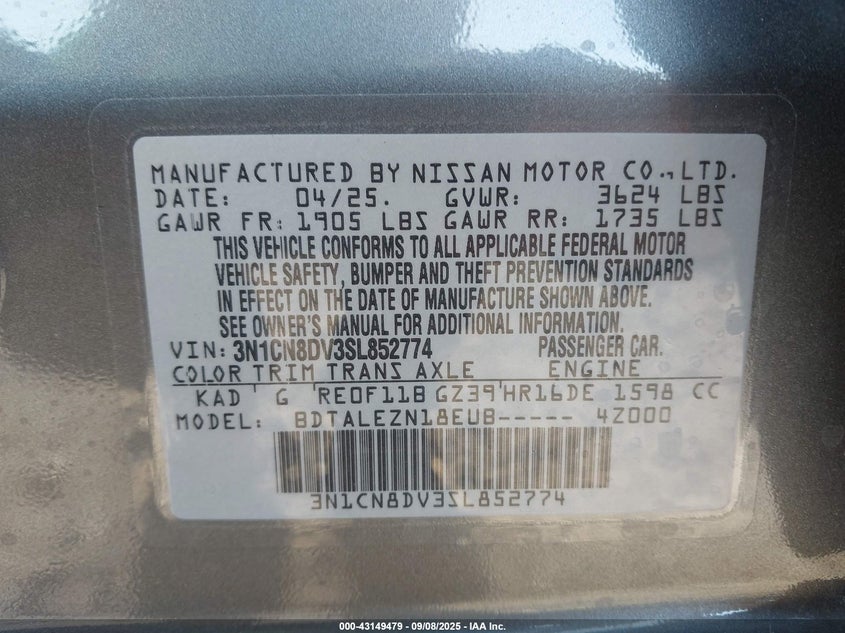 MANUFACTURED BY NISSAN MOTOR CO.,LTD.
DATE: 04/25. GVWR: 3624 LBS
GAWR FR: 1905 LBS GAWR RR: 1735 LBS
THIS VEHICLE CONFORMS TO ALL APPLICABLE FEDERAL MOTOR
VEHICLE SAFETY, BUMPER AND THEFT PREVENTION STANDARDS
IN EFFECT ON THE DATE OF MANUFACTURE SHOWN ABOVE.
SEE OWNER'S MANUAL FOR ADDITIONAL INFORMATION.
VIN: 3N1CN8DV3SL852774 PASSENGER CAR.
COLOR TRIM TRANS AXLE ENGINE
KAD G RE0F11B GZ39 HR16DE 1598 CC
MODEL: BDTALEZN18EUB----- 4Z000
3N1CN8DV3SL852774
000-43149479 - 09/08/2025 - IAA Inc.